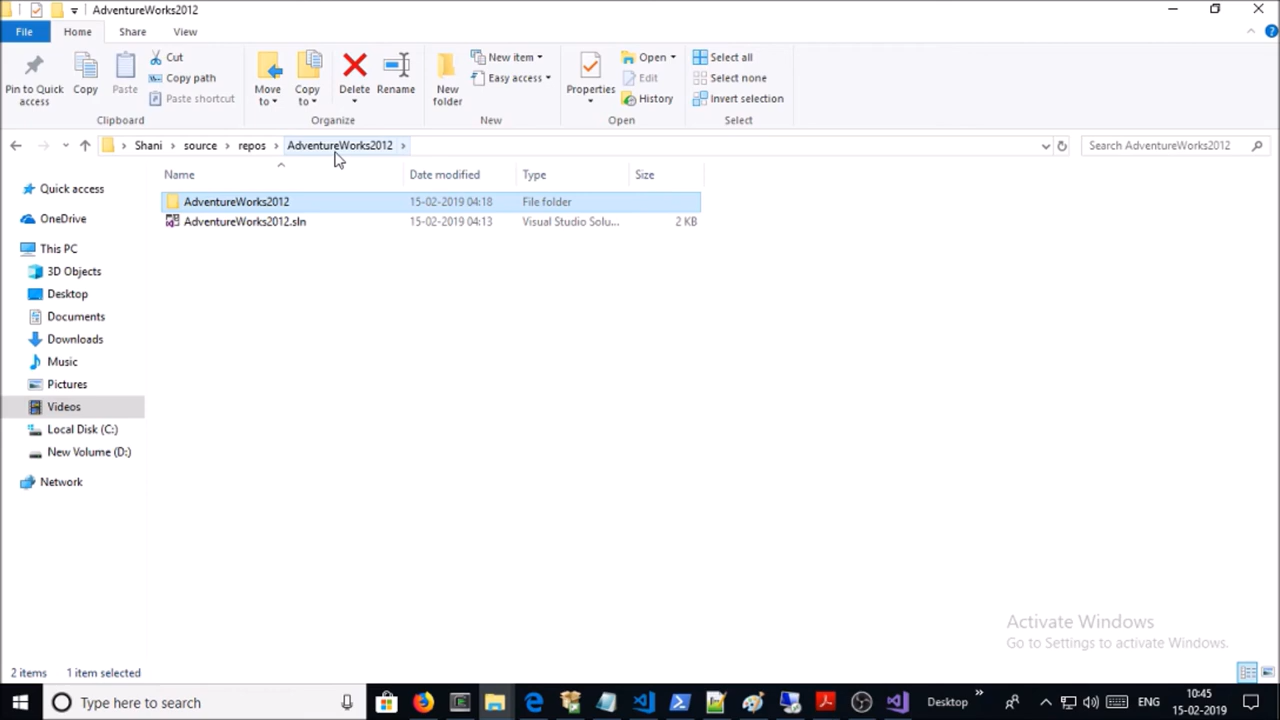 AdventureWorks2012
File Home Share View
Pin to Quick access
Copy
Paste
Cut
Copy path
Paste shortcut
Clipboard
Move to
Copy to
Delete
Rename
Organize
New folder
New item
Easy access
New
Properties
Open
Edit
History
Open
Select all
Select none
Invert selection
Select
Shani source repos AdventureWorks2012
Search AdventureWorks2012
Name Date modified Type Size
AdventureWorks2012 15-02-2019 04:18 File folder
AdventureWorks2012.sln 15-02-2019 04:13 Visual Studio Solu... 2 KB
Quick access
OneDrive
This PC
3D Objects
Desktop
Documents
Downloads
Music
Pictures
Videos
Local Disk (C:)
New Volume (D:)
Network
Activate Windows
Go to Settings to activate Windows.
2 items 1 item selected
Type here to search
Desktop
ENG
10:45
15-02-2019